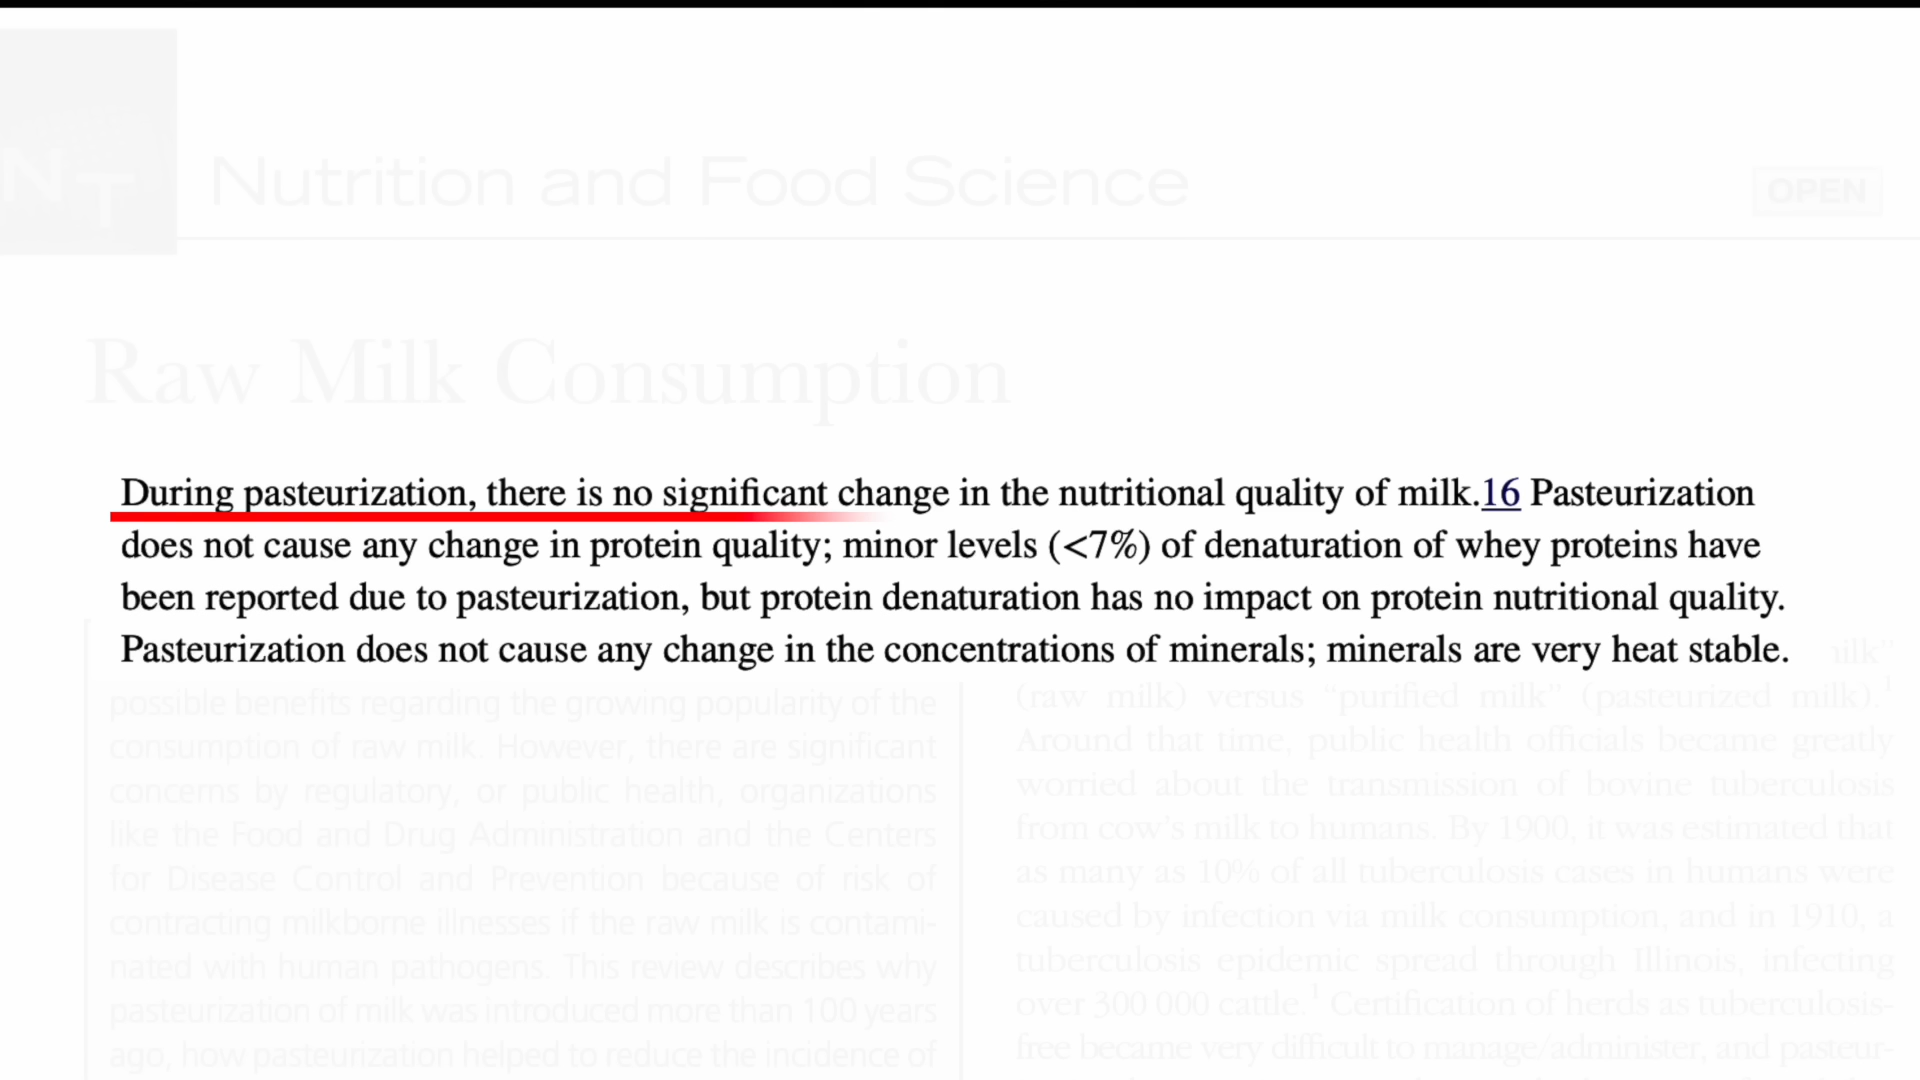 NT
Nutrition and Food Science
OPEN
Raw Milk Consumption
During pasteurization, there is no significant change in the nutritional quality of milk.16 Pasteurization
does not cause any change in protein quality; minor levels (<7%) of denaturation of whey proteins have
been reported due to pasteurization, but protein denaturation has no impact on protein nutritional quality.
Pasteurization does not cause any change in the concentrations of minerals; minerals are very heat stable.
possible benefits regarding the growing popularity of the
consumption of raw milk. However, there are significant
concerns by regulatory, or public health, organizations
like the Food and Drug Administration and the Centers
for Disease Control and Prevention because of risk of
contracting milkborne illnesses if the raw milk is contami-
nated with human pathogens. This review describes why
pasteurization of milk was introduced more than 100 years
ago, how pasteurization helped to reduce the incidence of
(raw milk) versus “purified milk” (pasteurized milk).1
Around that time, public health officials became greatly
worried about the transmission of bovine tuberculosis
from cow's milk to humans. By 1900, it was estimated that
as many as 10% of all tuberculosis cases in humans were
caused by infection via milk consumption, and in 1910, a
tuberculosis epidemic spread through Illinois, infecting
over 300 000 cattle.1 Certification of herds as tuberculosis-
free became very difficult to manage/administer, and pasteur-